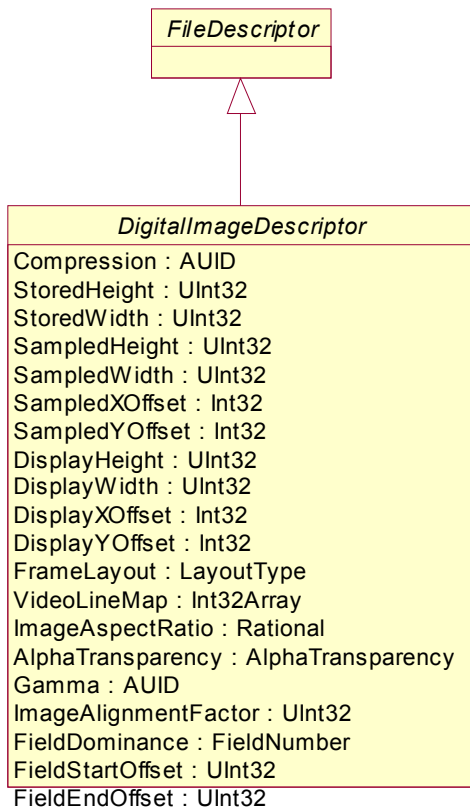 FileDescriptor
DigitalImageDescriptor
Compression : AUID
StoredHeight : UInt32
StoredWidth : UInt32
SampledHeight : UInt32
SampledWidth : UInt32
SampledXOffset : Int32
SampledYOffset : Int32
DisplayHeight : UInt32
DisplayWidth : UInt32
DisplayXOffset : Int32
DisplayYOffset : Int32
FrameLayout : LayoutType
VideoLineMap : Int32Array
ImageAspectRatio : Rational
AlphaTransparency : AlphaTransparency
Gamma : AUID
ImageAlignmentFactor : UInt32
FieldDominance : FieldNumber
FieldStartOffset : UInt32
FieldEndOffset : UInt32